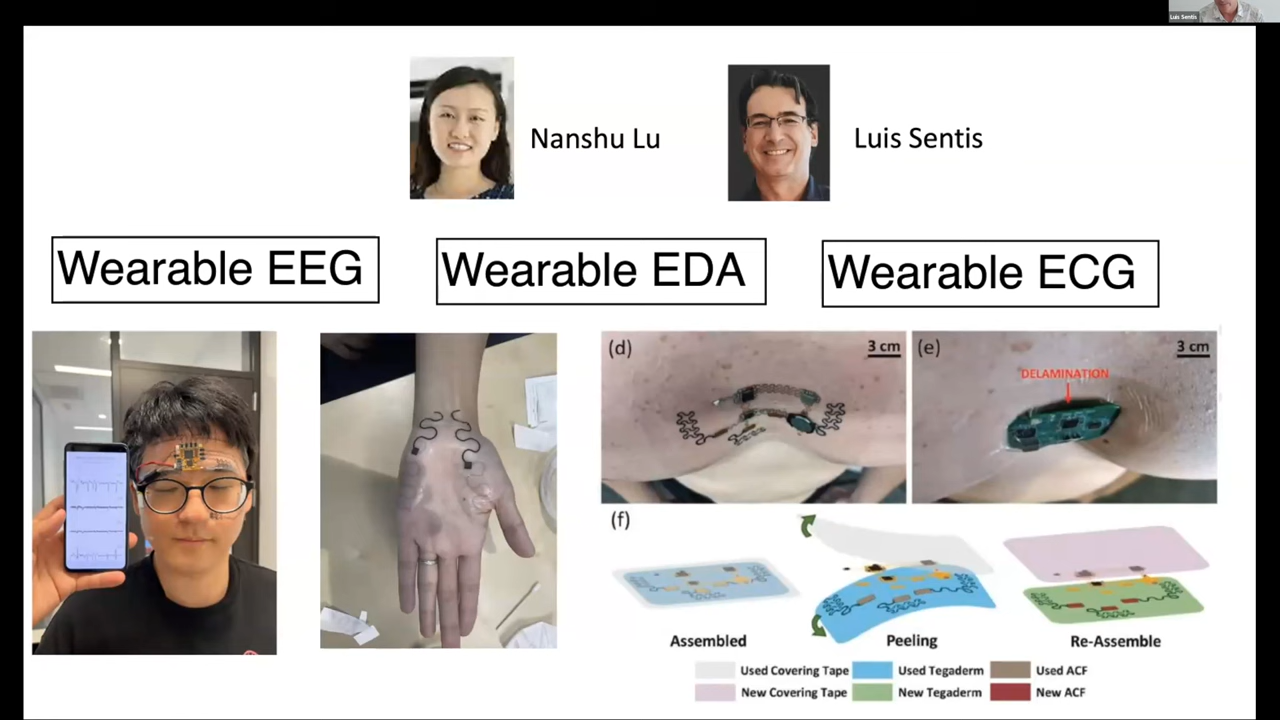 Luis Sentis
Nanshu Lu
Luis Sentis
Wearable EEG
Wearable EDA
Wearable ECG
(d)
3 cm
(e)
3 cm
DELAMINATION
(f)
Assembled
Peeling
Re-Assemble
Used Covering Tape
Used Tegaderm
Used ACF
New Covering Tape
New Tegaderm
New ACF